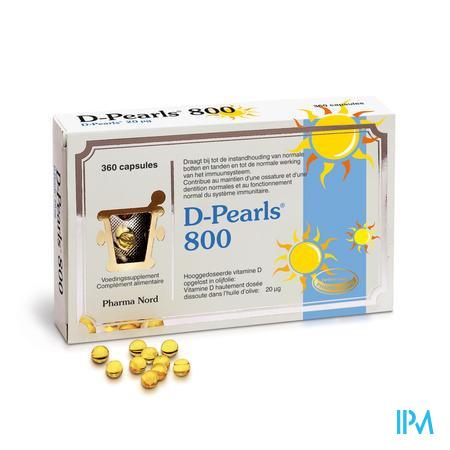 D-Pearls® 800
D-Pearls® 20 µg
360 capsules
360 capsules
Draagt bij tot de instandhouding van normale
botten en tanden en tot de normale werking
van het immuunsysteem.
Contribue au maintien d'une ossature et d'une
dentition normales et au fonctionnement
normal du système immunitaire.
D-Pearls®
800
Voedingssupplement
Complément alimentaire
Pharma Nord
Hooggedoseerde vitamine D
opgelost in olijfolie:
Vitamine D hautement dosée
dissoute dans l'huile d'olive: 20 µg
D-Pearls 800
IPM